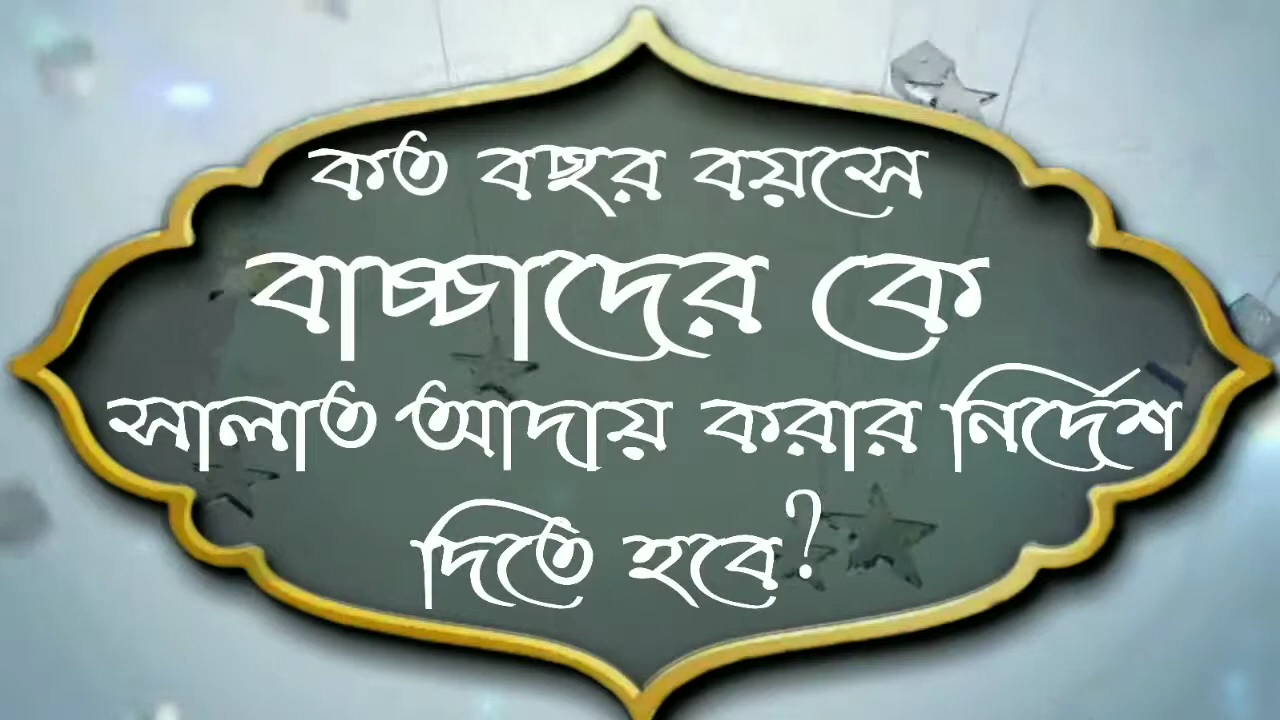 কত বছর বয়সে
বাচ্চাদের কে
সালাত আদায় করার নির্দেশ
দিতে হবে?